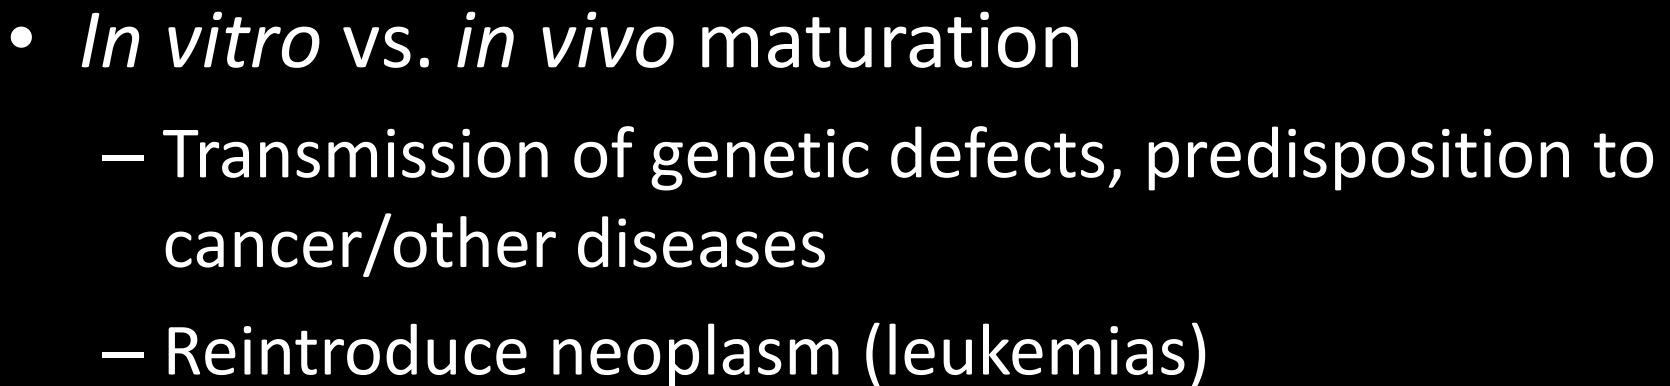 • In vitro vs. in vivo maturation
– Transmission of genetic defects, predisposition to
cancer/other diseases
– Reintroduce neoplasm (leukemias)